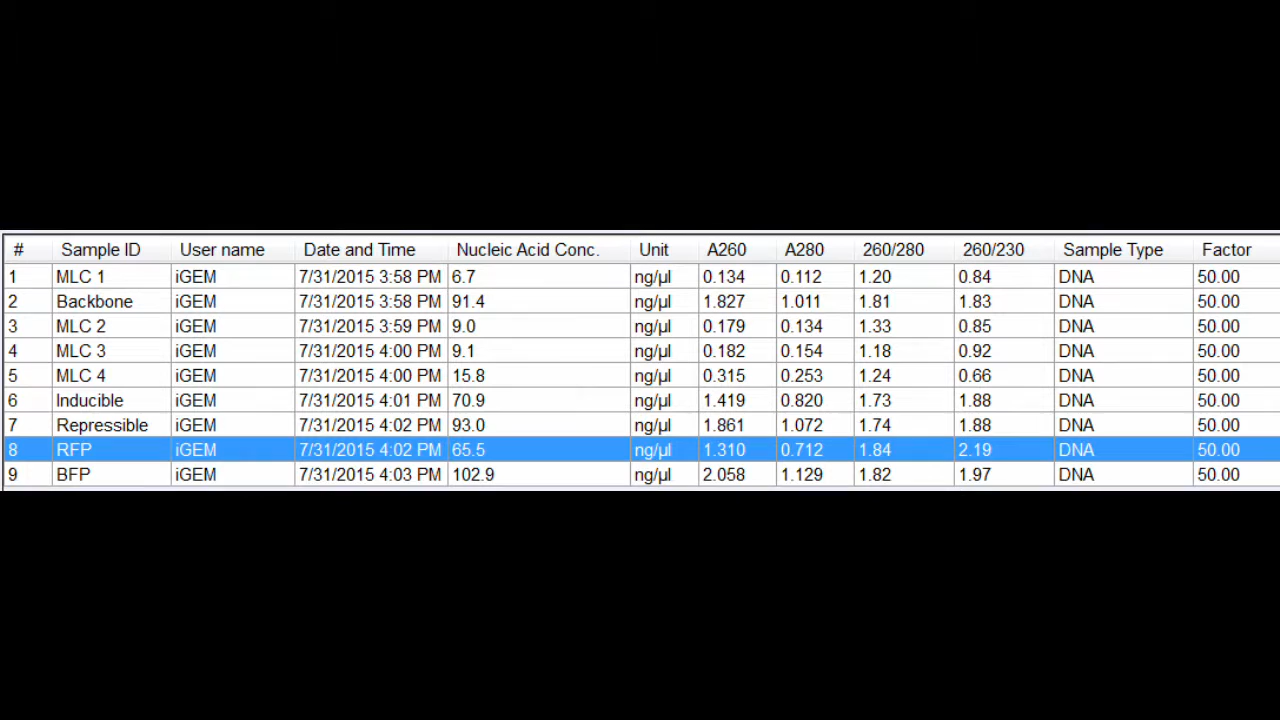 # Sample ID User name Date and Time Nucleic Acid Conc. Unit A260 A280 260/280 260/230 Sample Type Factor
1 MLC 1 iGEM 7/31/2015 3:58 PM 6.7 ng/µl 0.134 0.112 1.20 0.84 DNA 50.00
2 Backbone iGEM 7/31/2015 3:58 PM 91.4 ng/µl 1.827 1.011 1.81 1.83 DNA 50.00
3 MLC 2 iGEM 7/31/2015 3:59 PM 9.0 ng/µl 0.179 0.134 1.33 0.85 DNA 50.00
4 MLC 3 iGEM 7/31/2015 4:00 PM 9.1 ng/µl 0.182 0.154 1.18 0.92 DNA 50.00
5 MLC 4 iGEM 7/31/2015 4:00 PM 15.8 ng/µl 0.315 0.253 1.24 0.66 DNA 50.00
6 Inducible iGEM 7/31/2015 4:01 PM 70.9 ng/µl 1.419 0.820 1.73 1.88 DNA 50.00
7 Repressible iGEM 7/31/2015 4:02 PM 93.0 ng/µl 1.861 1.072 1.74 1.88 DNA 50.00
8 RFP iGEM 7/31/2015 4:02 PM 65.5 ng/µl 1.310 0.712 1.84 2.19 DNA 50.00
9 BFP iGEM 7/31/2015 4:03 PM 102.9 ng/µl 2.058 1.129 1.82 1.97 DNA 50.00